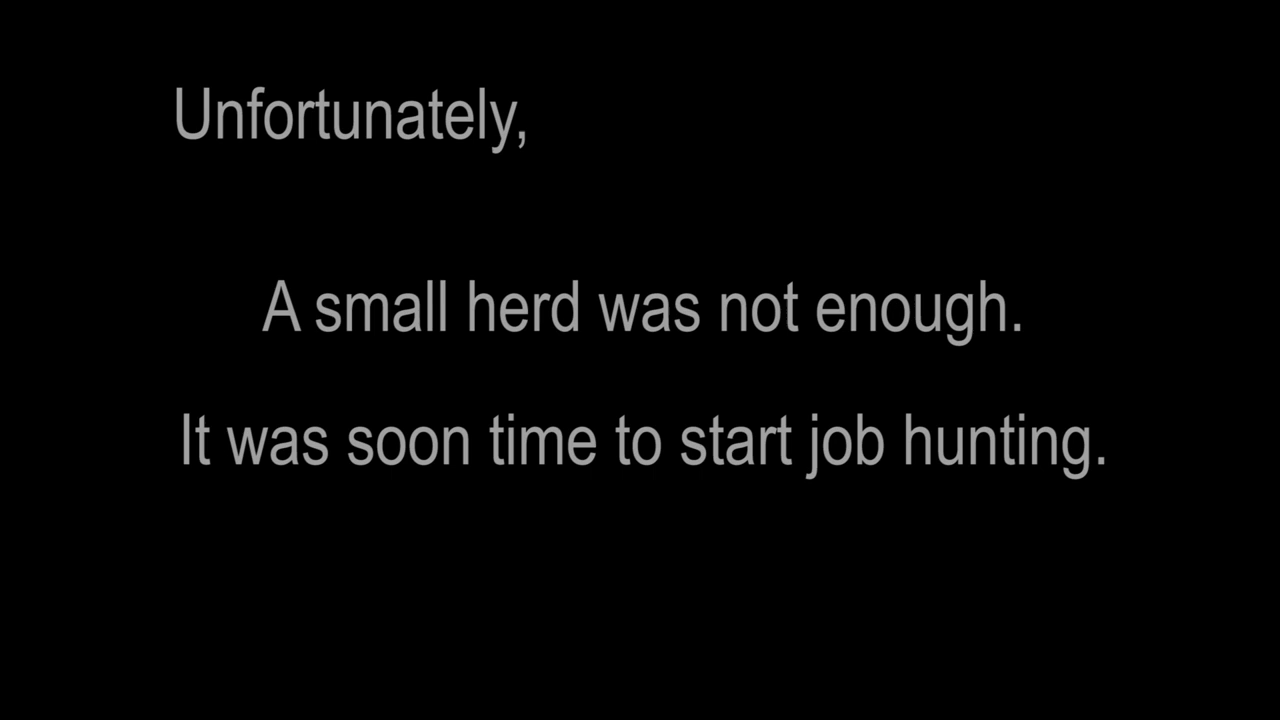 Unfortunately,
A small herd was not enough.
It was soon time to start job hunting.